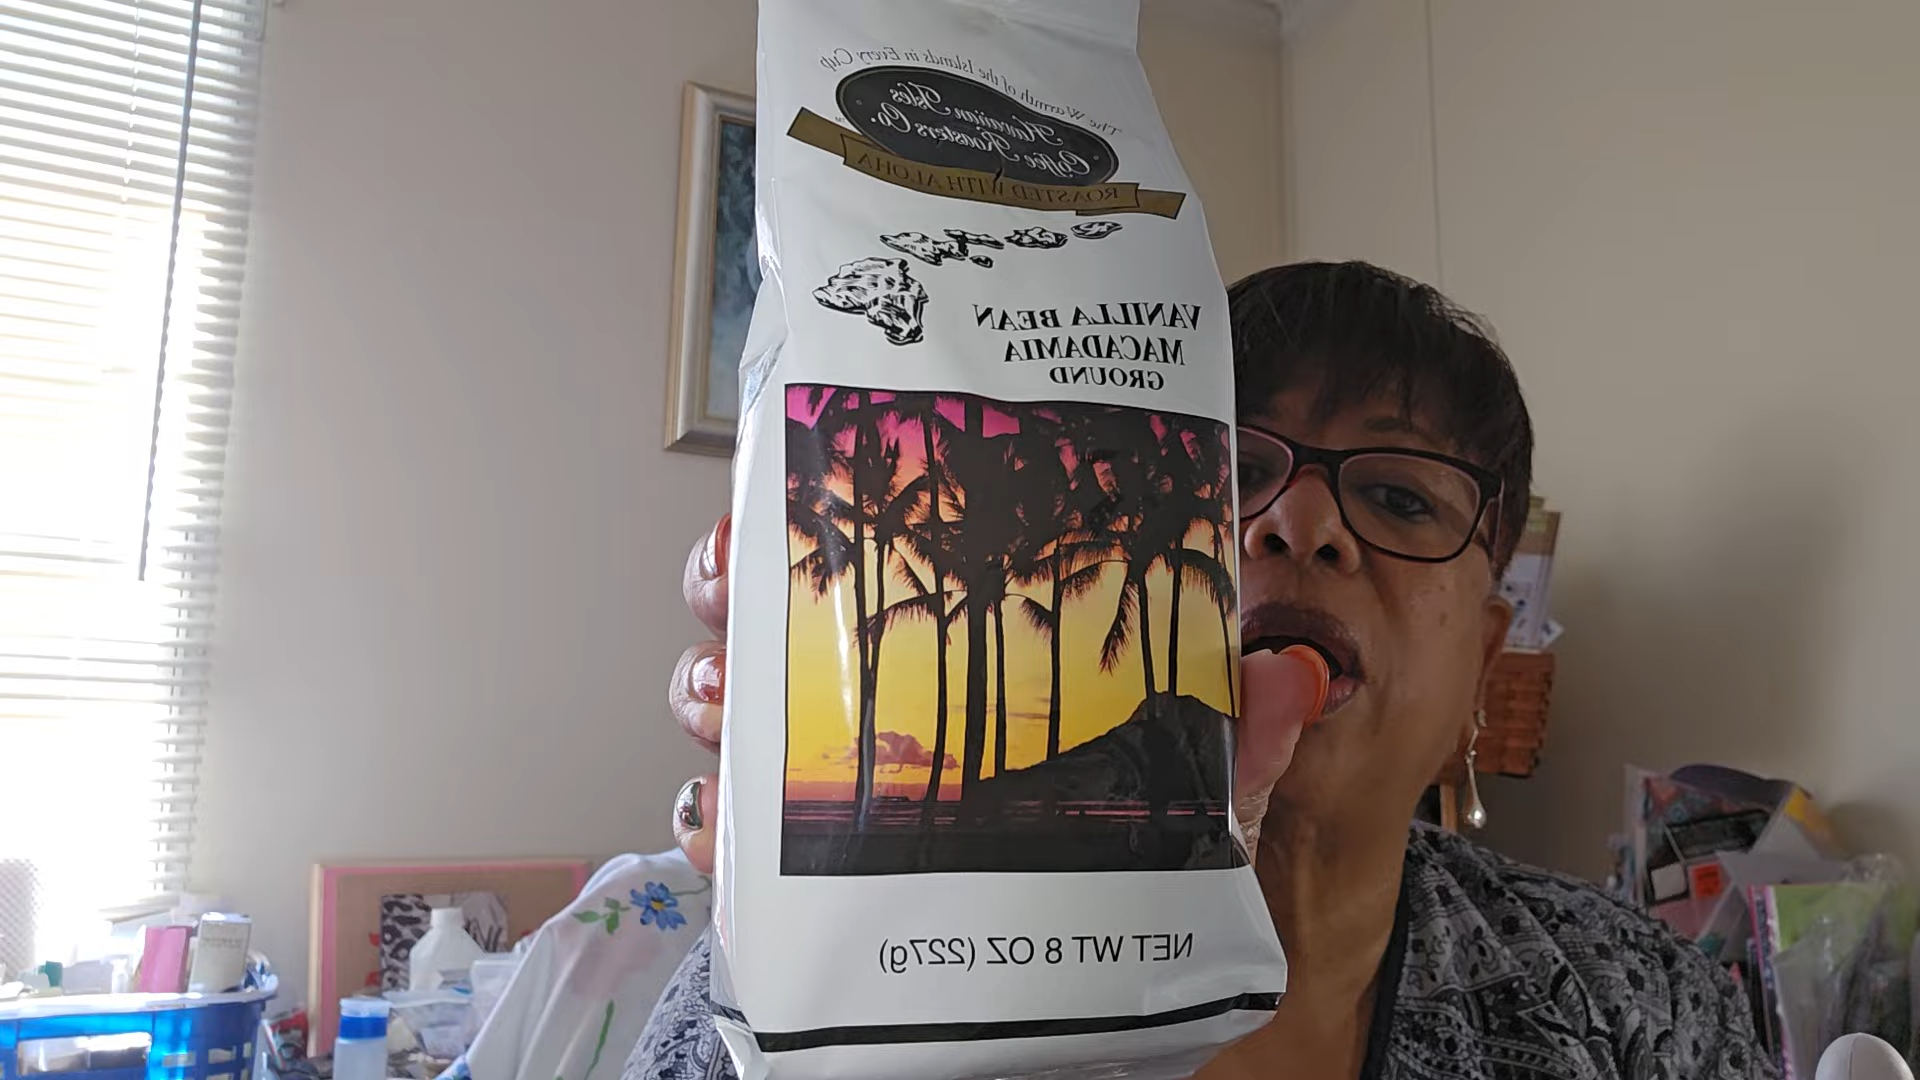 The Warmth of the Islands in Every Cup
Hawaiian Isles
Coffee Roasters Co.
™
ROASTED WITH ALOHA
VANILLA BEAN
MACADAMIA
GROUND
NET WT 8 OZ (227g)